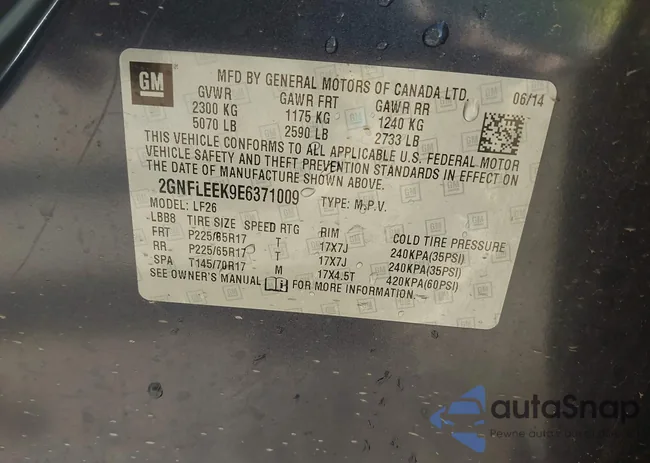 GM
MFD BY GENERAL MOTORS OF CANADA LTD.
06/14
GVWR GAWR FRT GAWR RR
2300 KG 1175 KG 1240 KG
5070 LB 2590 LB 2733 LB
THIS VEHICLE CONFORMS TO ALL APPLICABLE U.S. FEDERAL MOTOR
VEHICLE SAFETY AND THEFT PREVENTION STANDARDS IN EFFECT ON
THE DATE OF MANUFACTURE SHOWN ABOVE.
2GNFLEEK9E6371009 TYPE: M.P.V.
MODEL: LF26
LBB8 TIRE SIZE SPEED RTG RIM COLD TIRE PRESSURE
FRT P225/65R17 T 17X7J 240KPA(35PSI)
RR P225/65R17 T 17X7J 240KPA(35PSI)
SPA T145/70R17 M 17X4.5T 420KPA(60PSI)
SEE OWNER'S MANUAL FOR MORE INFORMATION.
autaSnap
Pewne auta z